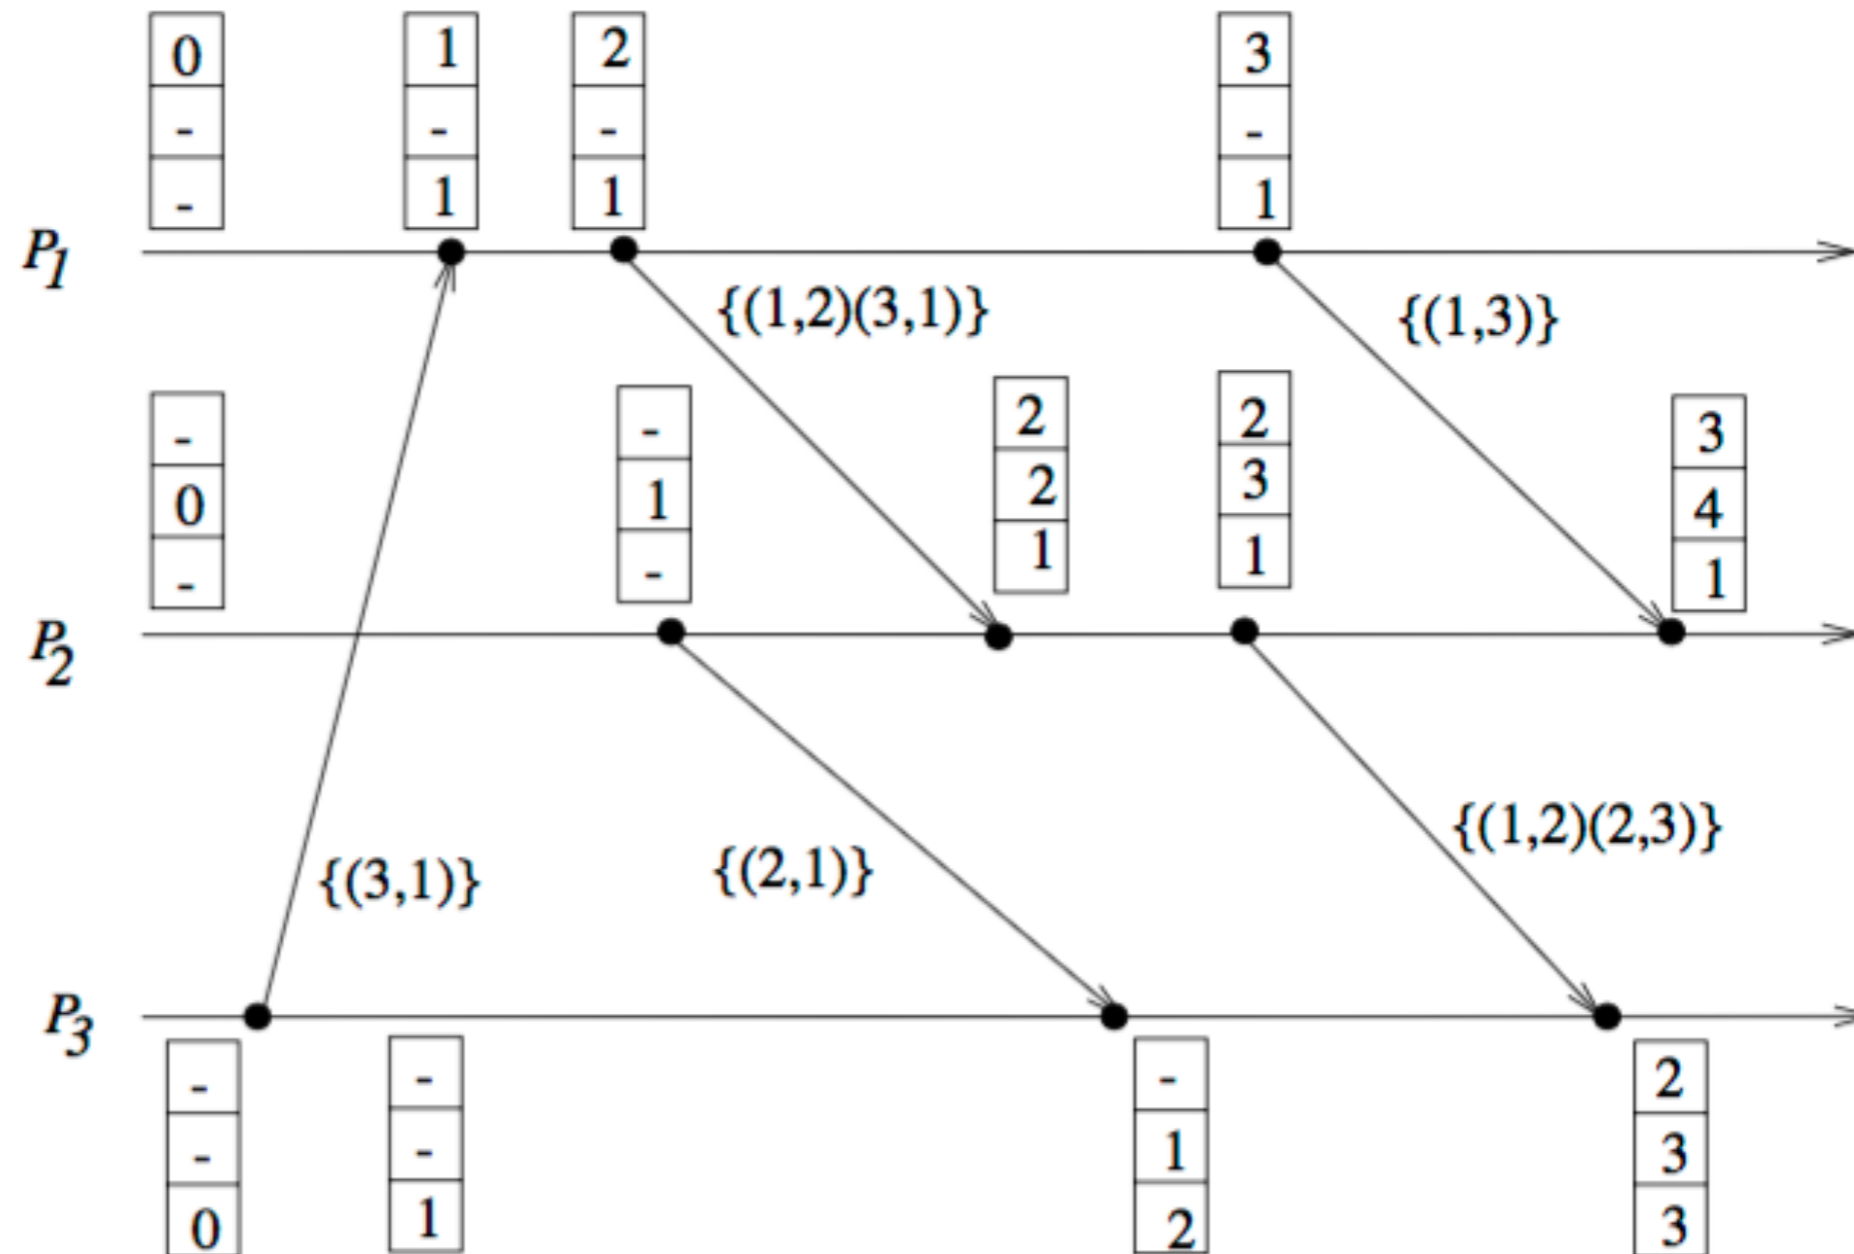 0 1 2 3
- - - -
- 1 1 1
P1
{(1,2)(3,1)} {(1,3)}
- - 2 2 3
0 1 2 3 4
- - 1 1 1
P2
{(3,1)} {(2,1)} {(1,2)(2,3)}
P3
- - - 2
- - 1 3
0 1 2 3